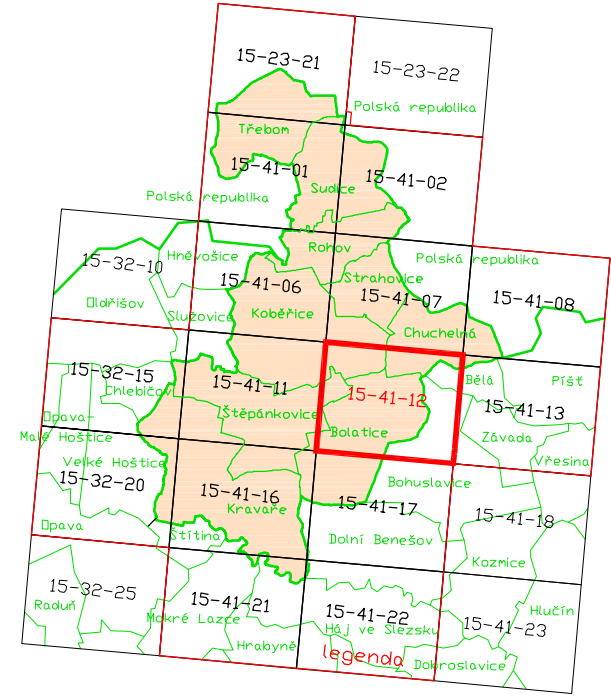 15-23-21
15-23-22
Polská republika
Třebom
15-41-01
Sudice
15-41-02
Polská republika
Hněvošice
Rohov
Polská republika
15-32-10
15-41-06
Strahovice
15-41-07
15-41-08
Oldřišov
Služovice
Kobeřice
Chuchelná
15-32-15
Chlebičov
15-41-11
15-41-12
Bělá
Píšť
Štěpánkovice
15-41-13
Opava-
Malé Hoštice
Bolatice
Závada
Velké Hoštice
Vřesina
15-32-20
15-41-16
Bohuslavice
Kravaře
15-41-17
15-41-18
Opava
Štítina
Dolní Benešov
Kozmice
15-32-25
Raduň
15-41-21
15-41-22
Hlučín
Mokré Lazce
Háj ve Slezsku
15-41-23
Hrabyně
legenda
Dobroslavice